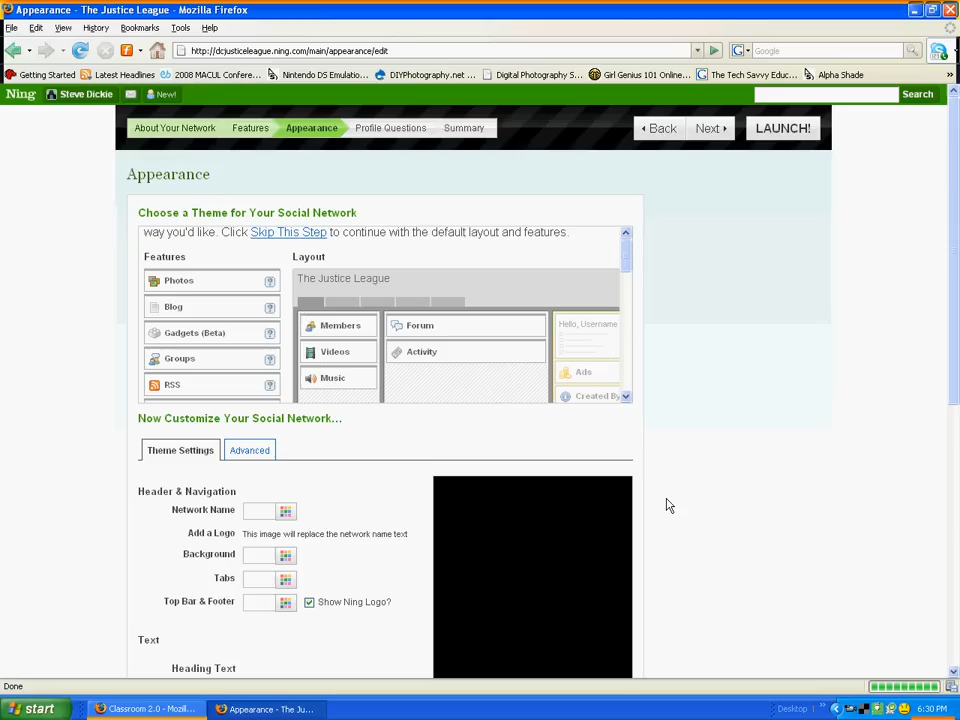 Appearance - The Justice League - Mozilla Firefox
File Edit View History Bookmarks Tools Help
http://dcjusticeleague.ning.com/main/appearance/edit
Google
Getting Started Latest Headlines 2008 MACUL Confere... Nintendo DS Emulatio... DIYPhotography.net ... Digital Photography S... Girl Genius 101 Online... The Tech Savvy Educ... Alpha Shade
Ning Steve Dickie New! Search
About Your Network Features Appearance Profile Questions Summary Back Next LAUNCH!
Appearance
Choose a Theme for Your Social Network
way you'd like. Click Skip This Step to continue with the default layout and features.
Features Layout
Photos ? The Justice League
Blog ?
Gadgets (Beta) ? Members Forum Hello, Username
Groups ? Videos Activity
RSS ? Music Ads
Created By
Now Customize Your Social Network...
Theme Settings Advanced
Header & Navigation
Network Name
Add a Logo This image will replace the network name text
Background
Tabs
Top Bar & Footer Show Ning Logo?
Text
Heading Text
Done
start Classroom 2.0 - Mozil... Appearance - The Ju... Desktop 6:30 PM